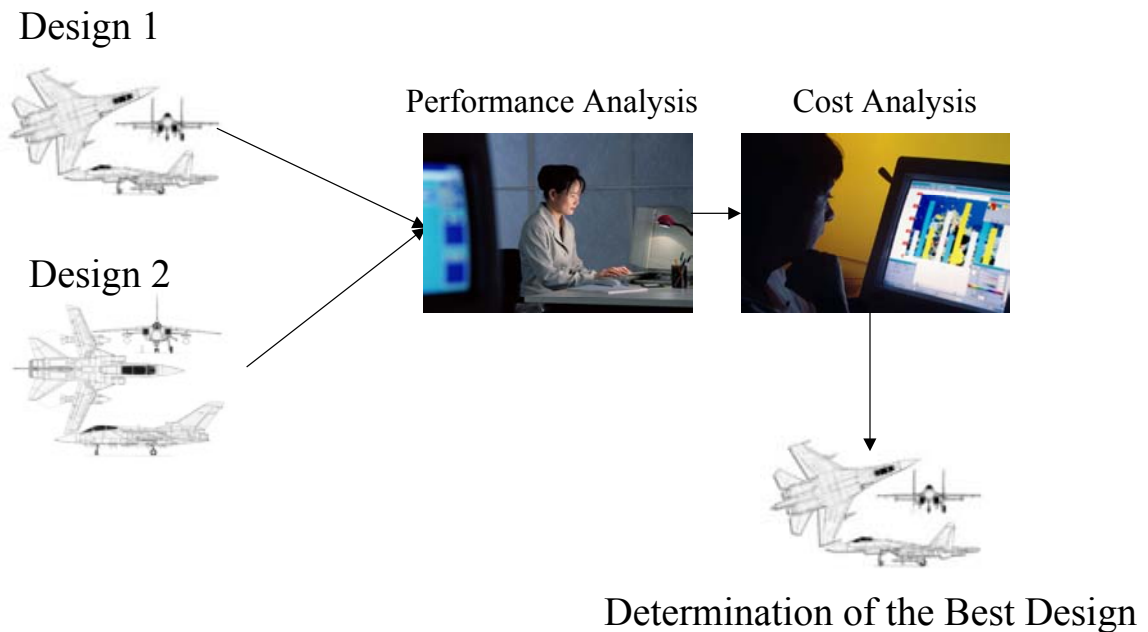 Design 1
Performance Analysis
Cost Analysis
Design 2
Determination of the Best Design